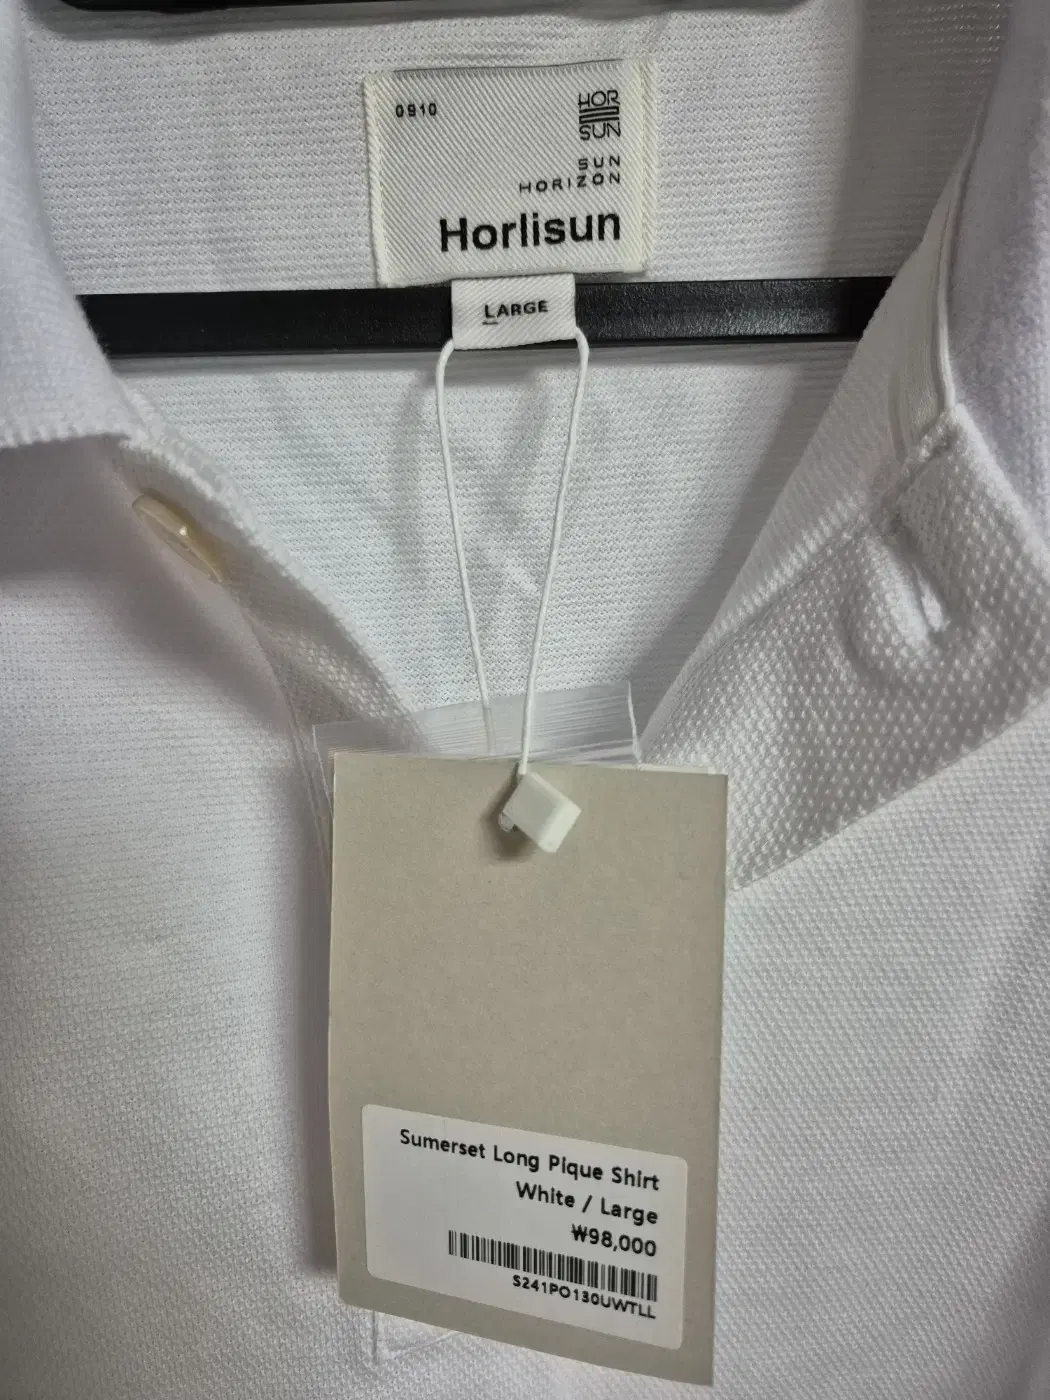 0910
HOR
SUN
SUN
HORIZON
Horlisun
LARGE
Sumerset Long Pique Shirt
White / Large
₩98,000
S241PO130UWTLL